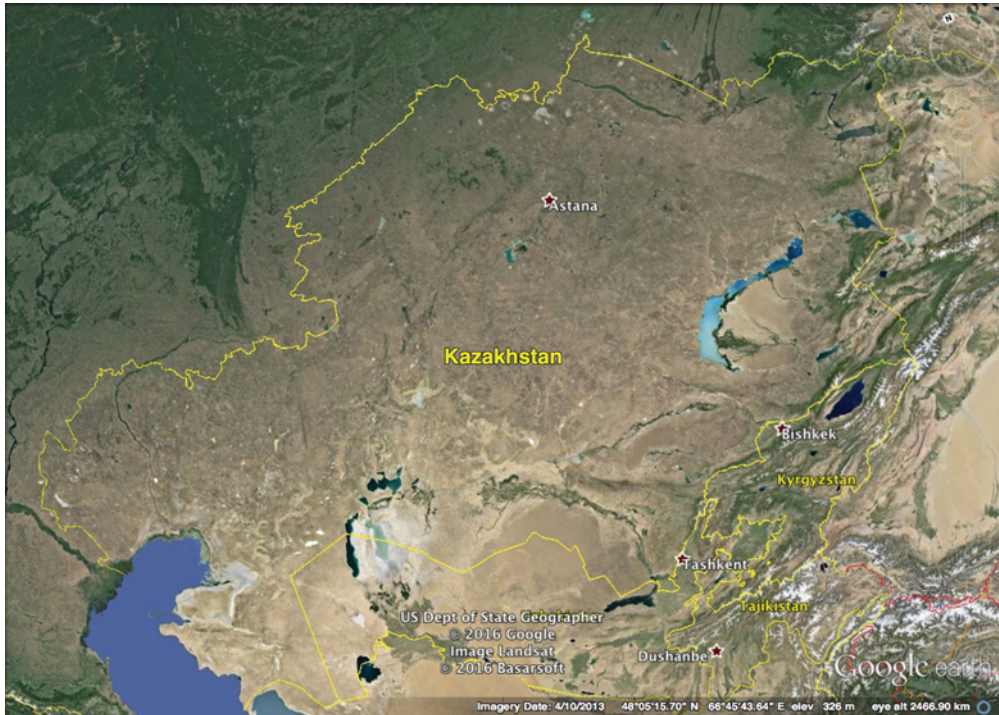 N
Astana
Kazakhstan
Bishkek
Kyrgyzstan
Tashkent
Tajikistan
US Dept of State Geographer
© 2016 Google
Image Landsat
© 2016 Basarsoft
Dushanbe
Google earth
Imagery Date: 4/10/2013 48°05'15.70" N 66°45'43.64" E elev 326 m eye alt 2466.90 km